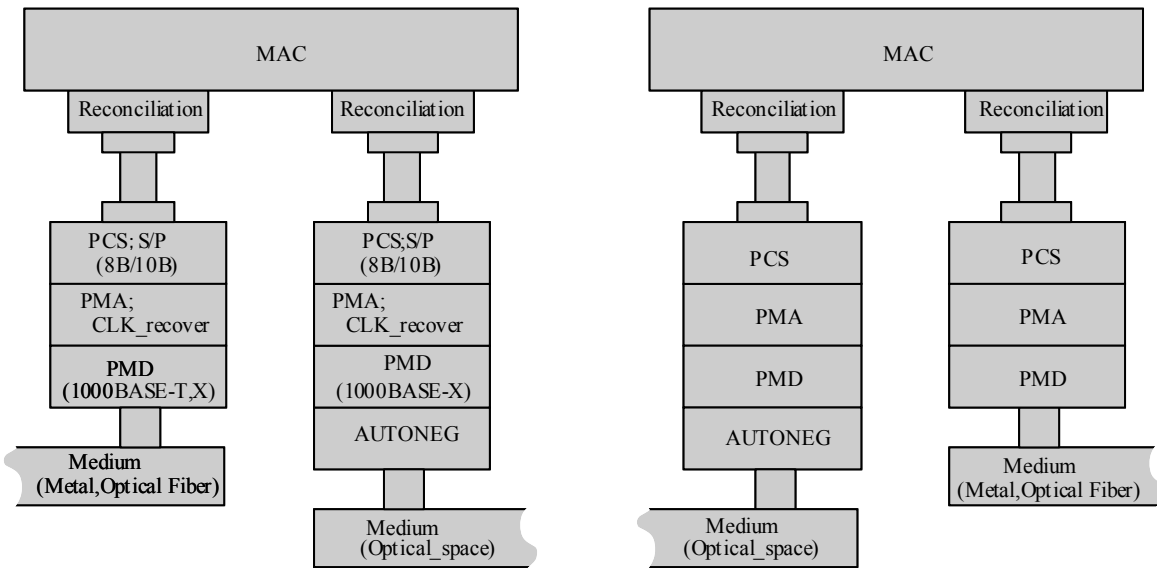 MAC
Reconciliation
Reconciliation
PCS; S/P
(8B/10B)
PMA;
CLK_recover
PMD
(1000BASE-T,X)
Medium
(Metal,Optical Fiber)
PCS;S/P
(8B/10B)
PMA;
CLK_recover
PMD
(1000BASE-X)
AUTONEG
Medium
(Optical_space)
MAC
Reconciliation
Reconciliation
PCS
PMA
PMD
AUTONEG
Medium
(Optical_space)
PCS
PMA
PMD
Medium
(Metal,Optical Fiber)